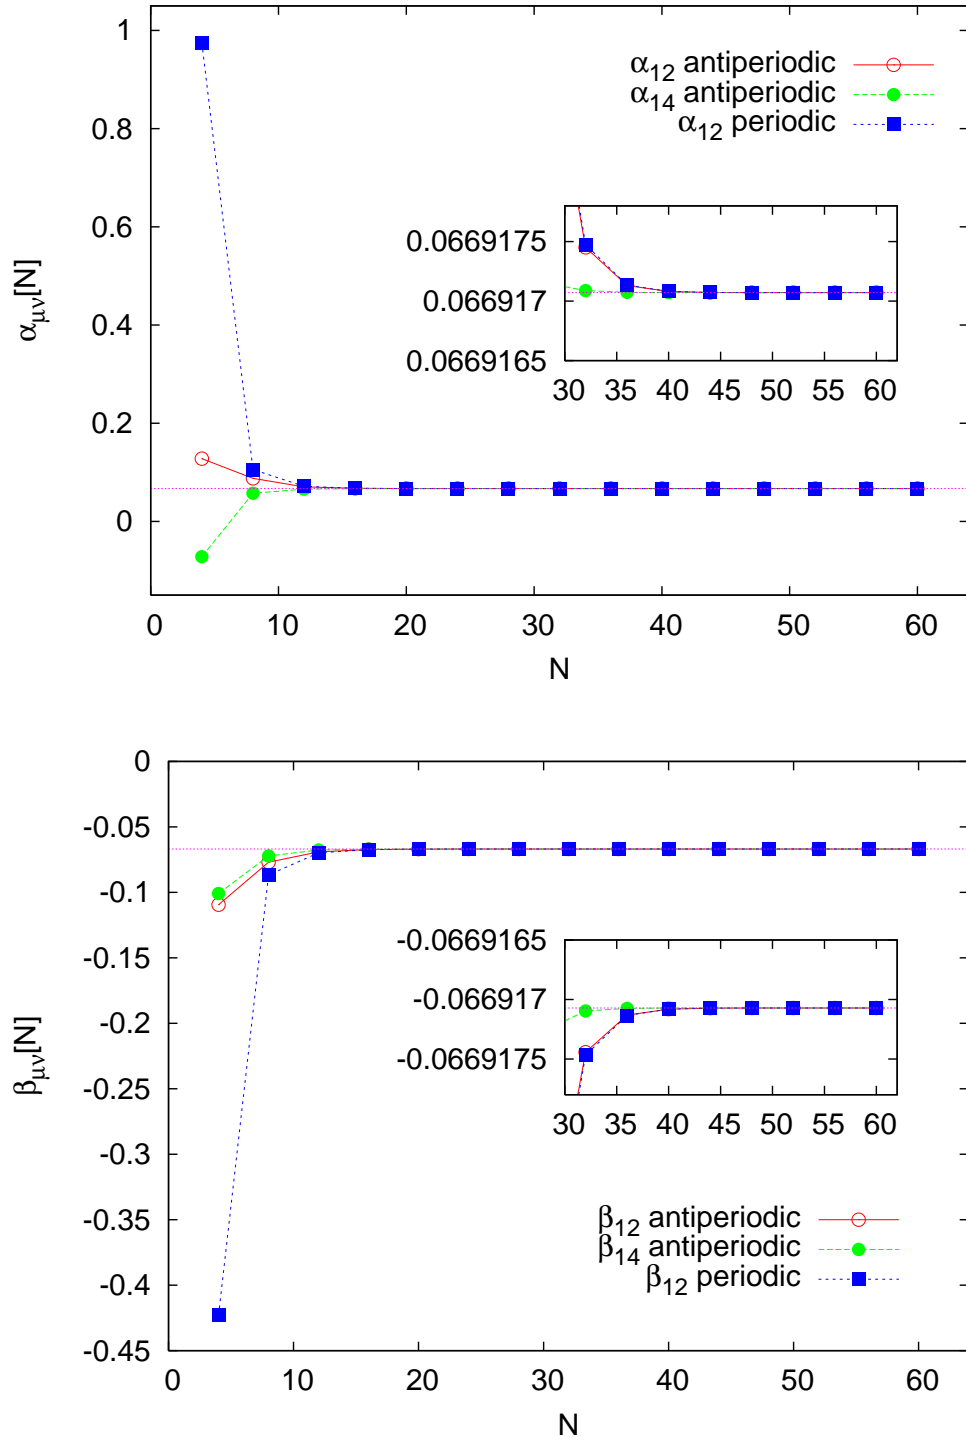 1
0.8
0.6
0.4
0.2
0
α12 antiperiodic
α14 antiperiodic
α12 periodic
0.0669175
0.066917
0.0669165
30 35 40 45 50 55 60
αμν[N]
0 10 20 30 40 50 60
N
0
-0.05
-0.1
-0.15
-0.2
-0.25
-0.3
-0.35
-0.4
-0.45
-0.0669165
-0.066917
-0.0669175
30 35 40 45 50 55 60
βμν[N]
β12 antiperiodic
β14 antiperiodic
β12 periodic
0 10 20 30 40 50 60
N